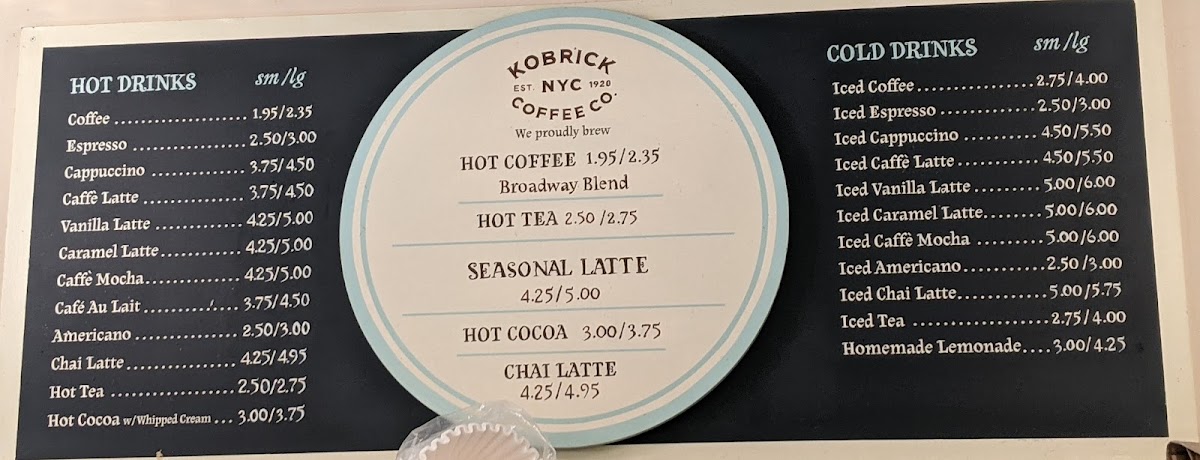 HOT DRINKS sm/lg
Coffee ..................... 1.95/2.35
Espresso .................. 2.50/3.00
Cappuccino ............... 3.75/4.50
Caffè Latte ................ 3.75/4.50
Vanilla Latte .............. 4.25/5.00
Caramel Latte............. 4.25/5.00
Caffè Mocha............... 4.25/5.00
Café Au Lait ............... 3.75/4.50
Americano ................. 2.50/3.00
Chai Latte .................. 4.25/4.95
Hot Tea .................... 2.50/2.75
Hot Cocoa w/Whipped Cream ... 3.00/3.75
KOBRICK
EST. NYC 1920
COFFEE CO.
We proudly brew
HOT COFFEE 1.95/2.35
Broadway Blend
HOT TEA 2.50/2.75
SEASONAL LATTE
4.25/5.00
HOT COCOA 3.00/3.75
CHAI LATTE
4.25/4.95
COLD DRINKS sm/lg
Iced Coffee .................. 2.75/4.00
Iced Espresso ............... 2.50/3.00
Iced Cappuccino ............ 4.50/5.50
Iced Caffè Latte ............ 4.50/5.50
Iced Vanilla Latte .......... 5.00/6.00
Iced Caramel Latte......... 5.00/6.00
Iced Caffè Mocha .......... 5.00/6.00
Iced Americano............. 2.50/3.00
Iced Chai Latte.............. 5.00/5.75
Iced Tea ..................... 2.75/4.00
Homemade Lemonade.... 3.00/4.25